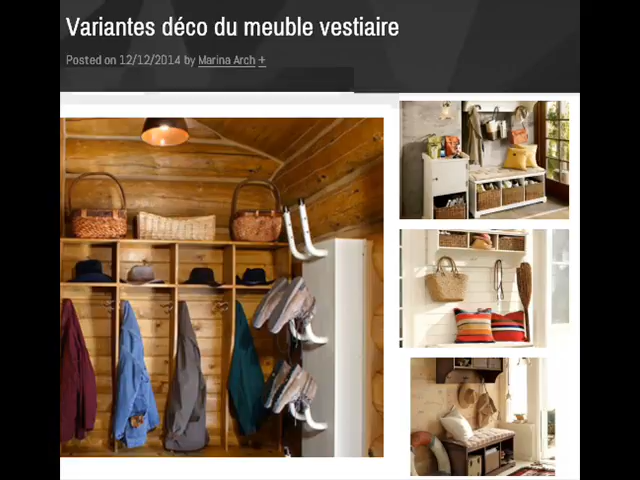 Variantes déco du meuble vestiaire
Posted on 12/12/2014 by Marina Arch +